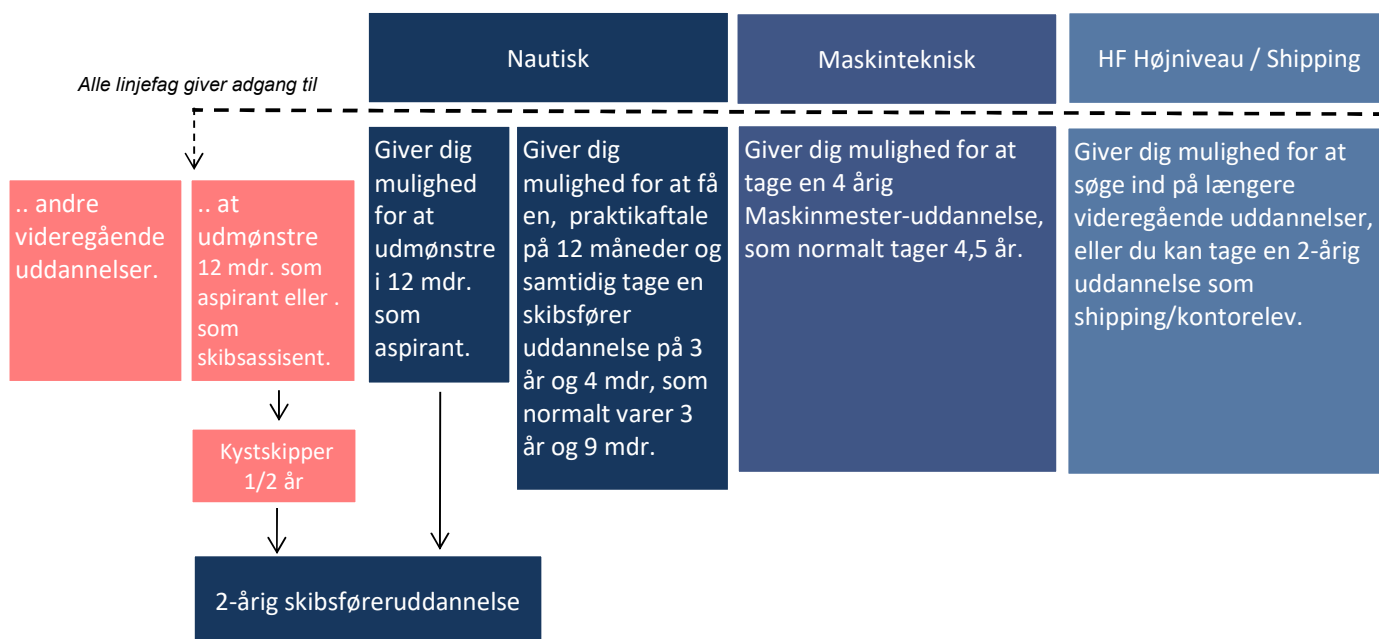 Nautisk
Maskinteknisk
HF Højniveau / Shipping
Alle linjefag giver adgang til
.. andre
videregående
uddannelser.
.. at
udmønstre
12 mdr. som
aspirant eller .
som
skibsassisent.
Kystskipper
1/2 år
Giver dig
mulighed
for at
udmønstre
i 12 mdr.
som
aspirant.
Giver dig
mulighed for at få
en,  praktikaftale
på 12 måneder og
samtidig tage en
skibsfører
uddannelse på 3
år og 4 mdr, som
normalt varer 3
år og 9 mdr.
Giver dig mulighed for at
tage en 4 årig
Maskinmester-uddannelse,
som normalt tager 4,5 år.
Giver dig mulighed for at
søge ind på længere
videregående uddannelser,
eller du kan tage en 2-årig
uddannelse som
shipping/kontorelev.
2-årig skibsføreruddannelse